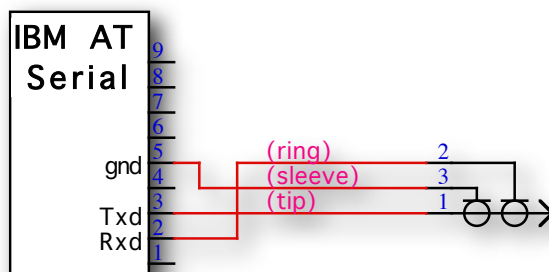 IBM AT
Serial
9
8
7
6
5
gnd
4
3
Txd
2
Rxd
1
(ring) 2
(sleeve) 3
(tip) 1